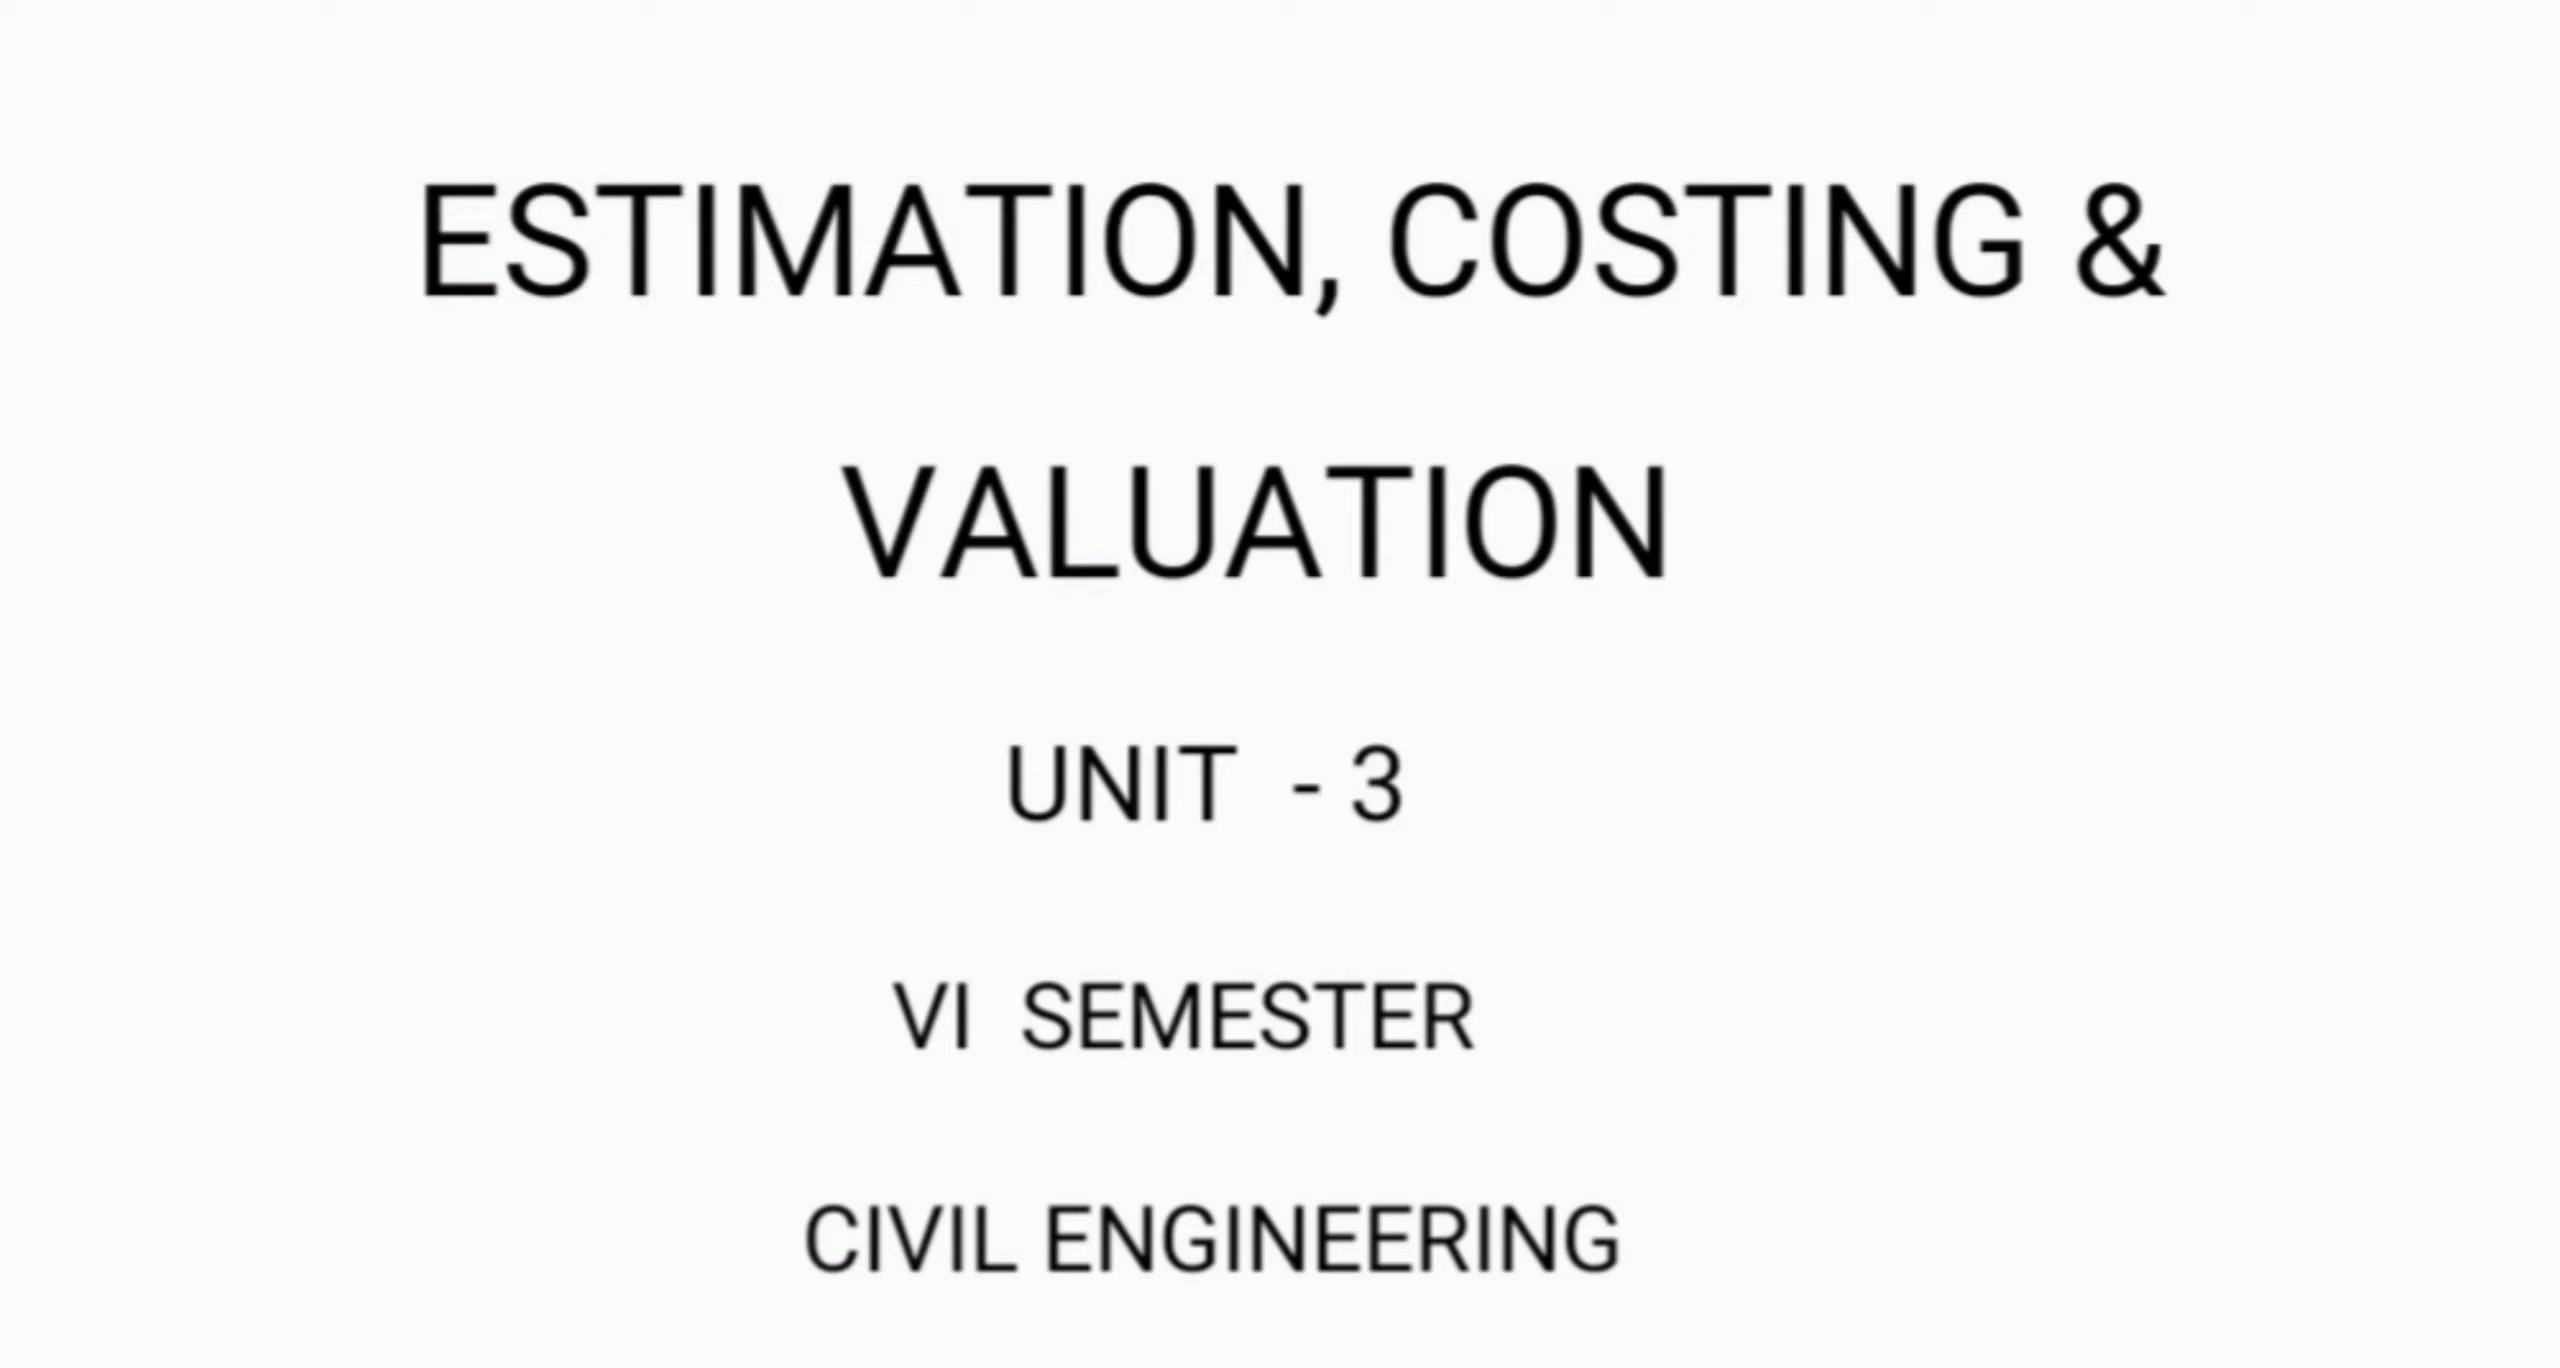 ESTIMATION, COSTING &
VALUATION
UNIT - 3
VI SEMESTER
CIVIL ENGINEERING